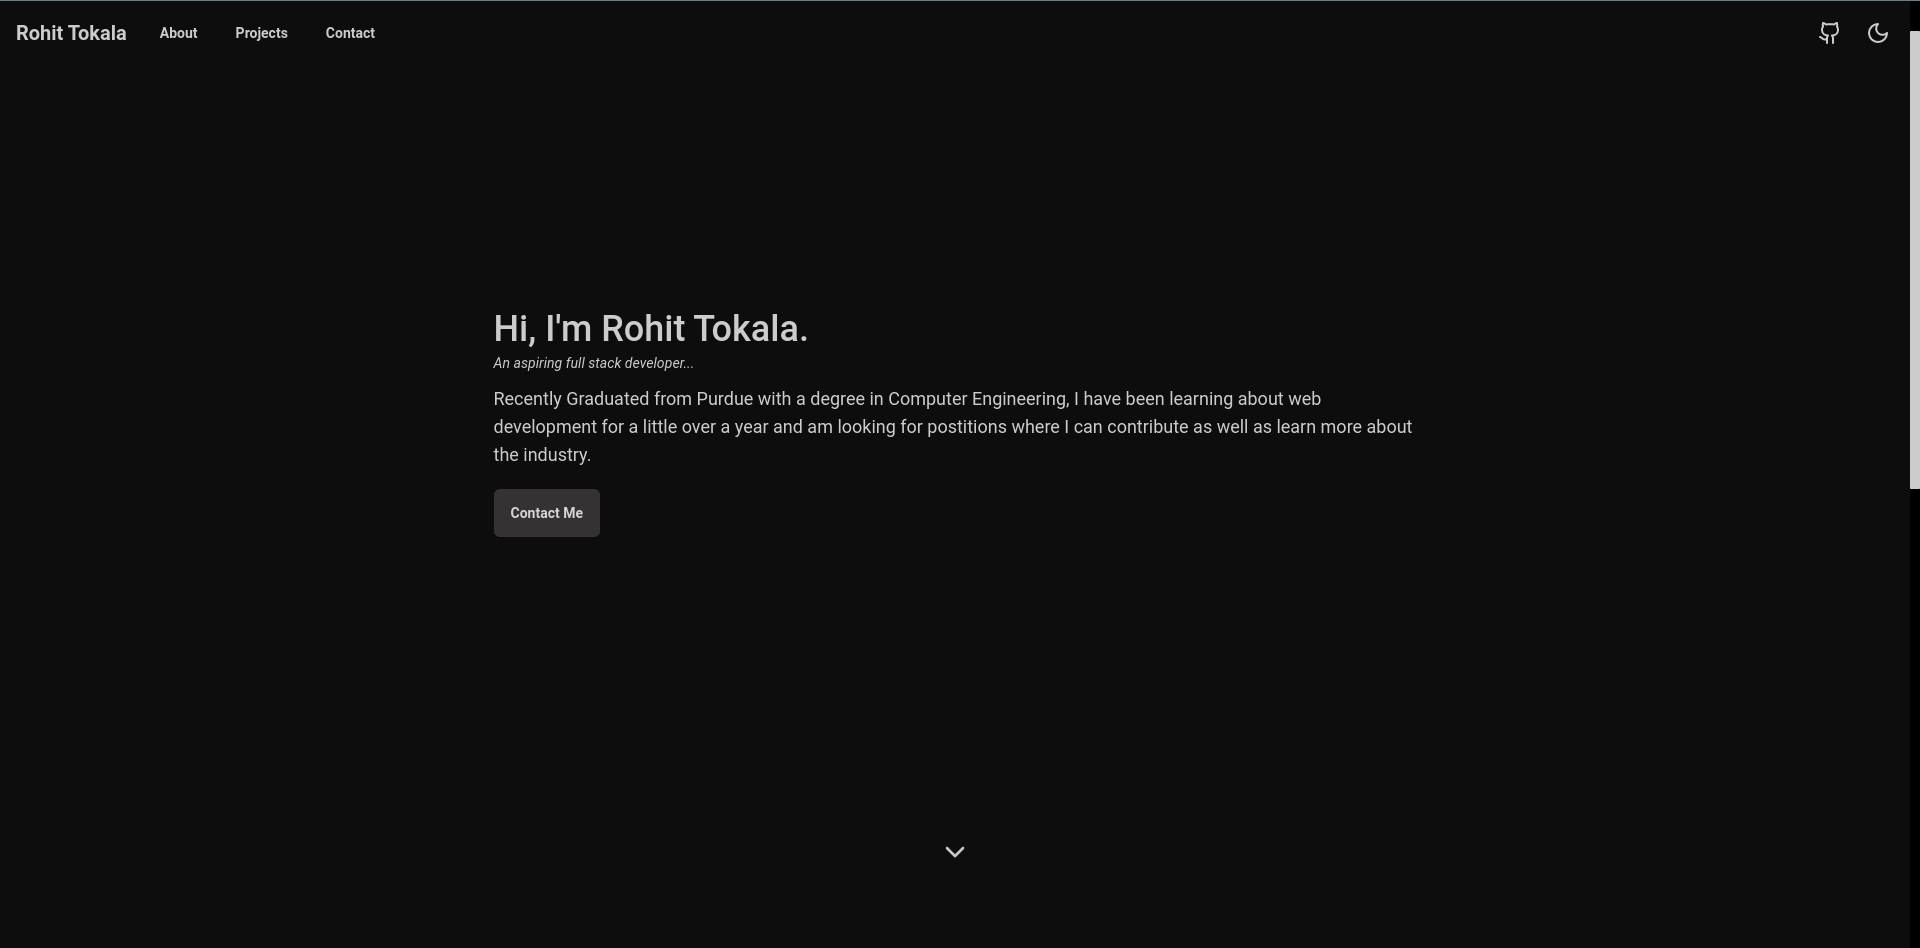 Rohit Tokala
About
Projects
Contact
Hi, I'm Rohit Tokala.
An aspiring full stack developer...
Recently Graduated from Purdue with a degree in Computer Engineering, I have been learning about web
development for a little over a year and am looking for postitions where I can contribute as well as learn more about
the industry.
Contact Me